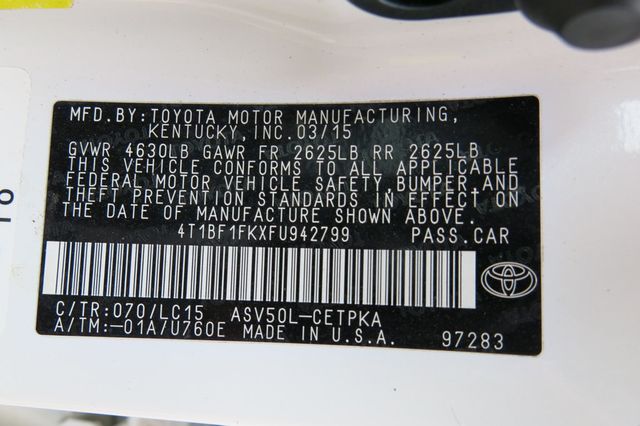 MFD.BY:TOYOTA MOTOR MANUFACTURING,
KENTUCKY,INC.03/15
GVWR 4630LB GAWR FR 2625LB RR 2625LB
THIS VEHICLE CONFORMS TO ALL APPLICABLE
FEDERAL MOTOR VEHICLE SAFETY,BUMPER,AND
THEFT PREVENTION STANDARDS IN EFFECT ON
THE DATE OF MANUFACTURE SHOWN ABOVE.
4T1BF1FKXFU942799 PASS.CAR
C/TR:070/LC15 ASV50L-CETPKA
A/TM:-01A/U760E MADE IN U.S.A. 97283